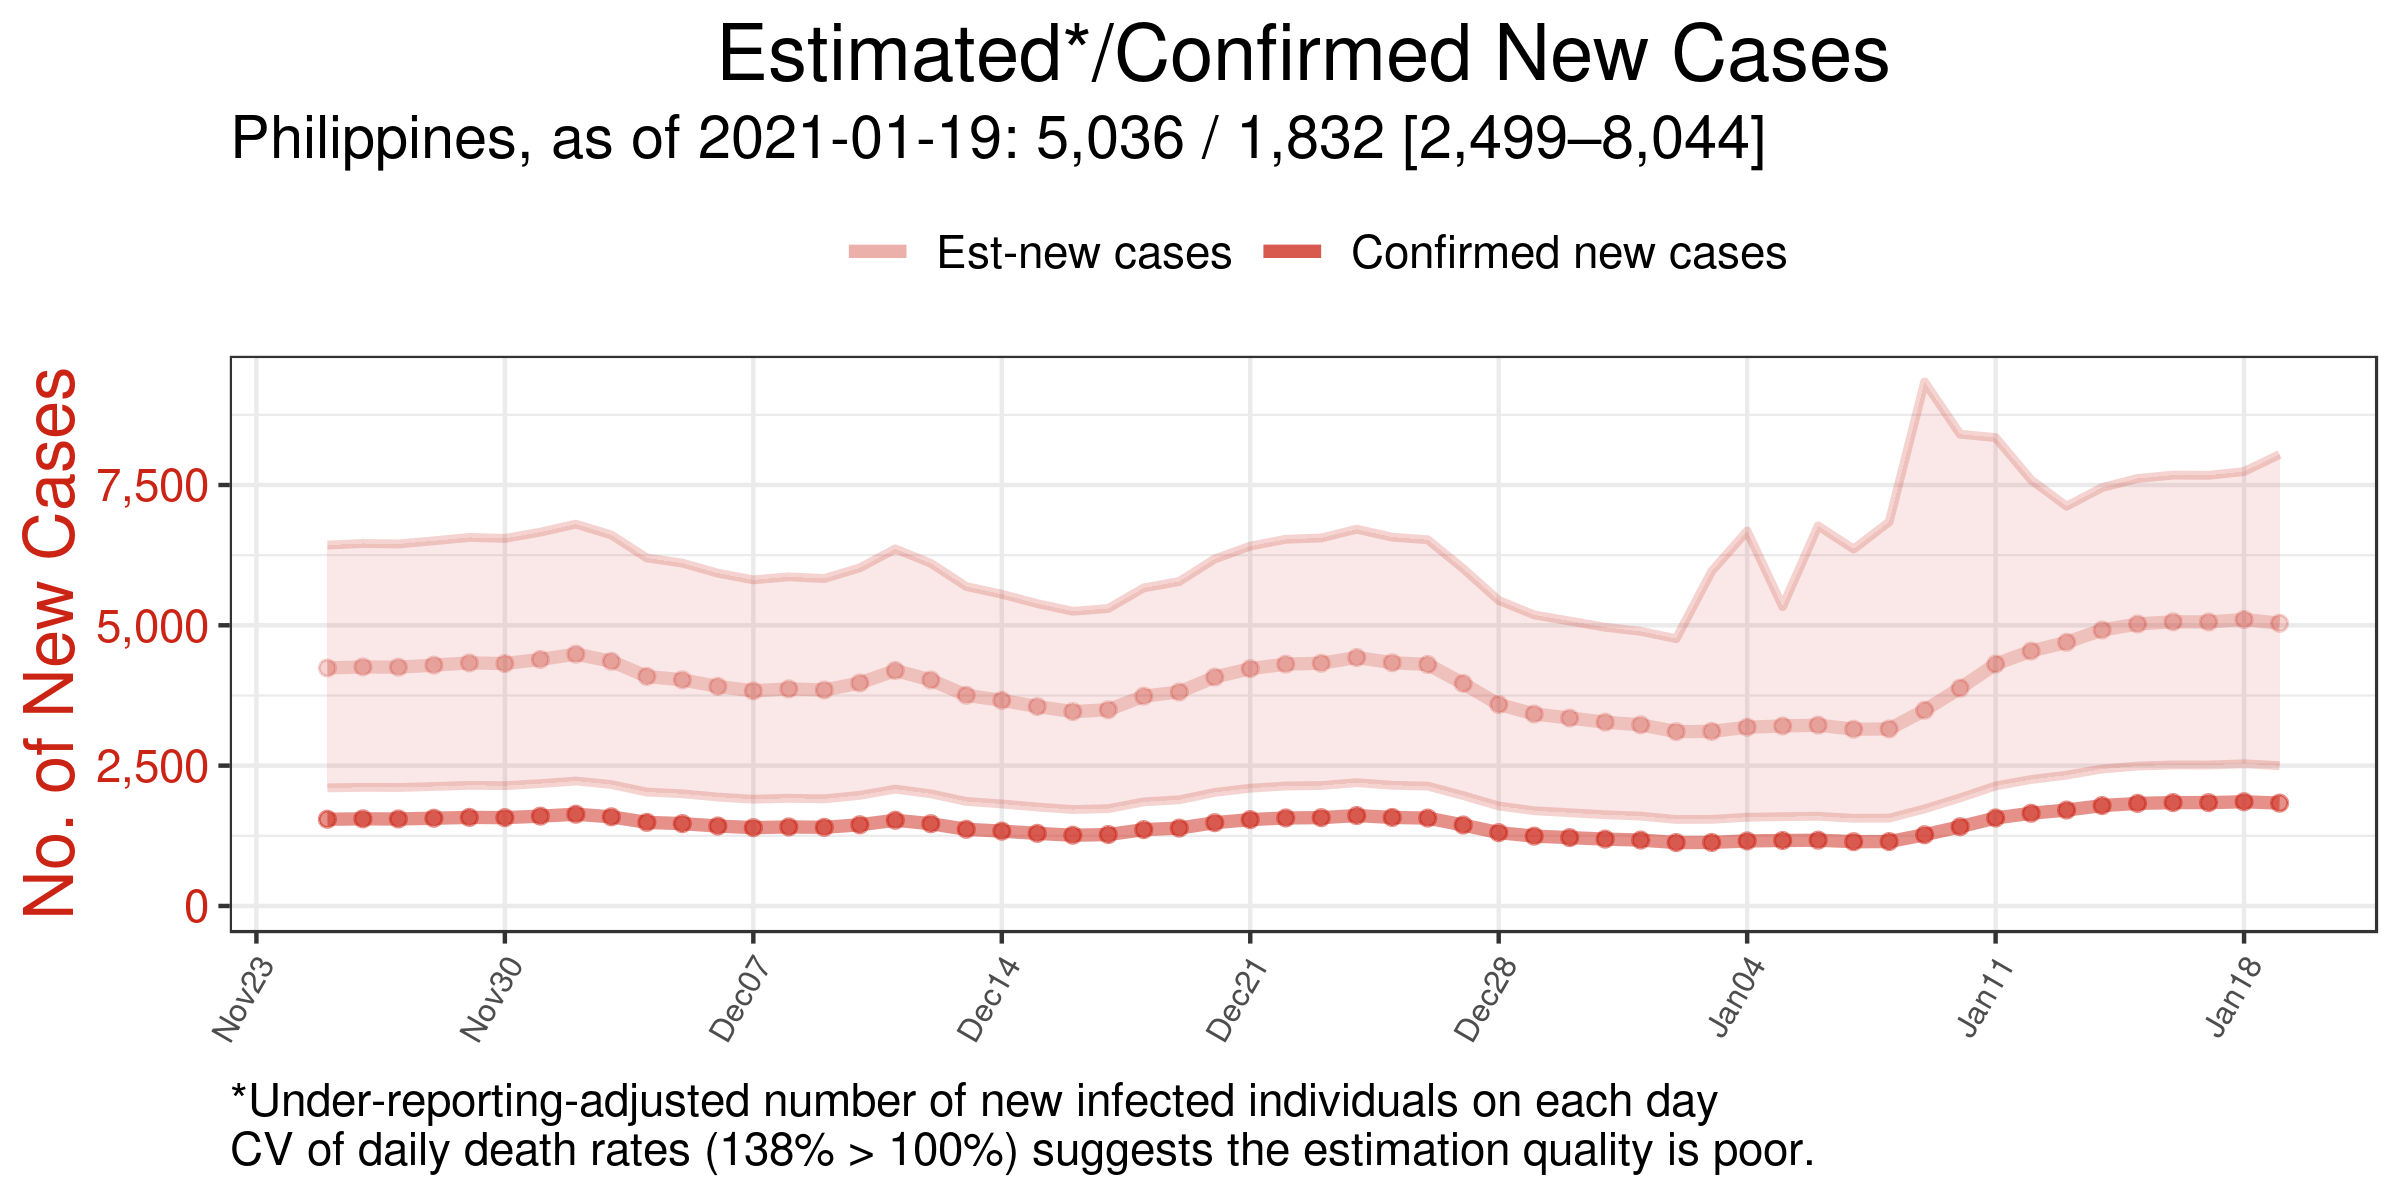 Estimated*/Confirmed New Cases
Philippines, as of 2021-01-19: 5,036 / 1,832 [2,499–8,044]
Est-new cases
Confirmed new cases
No. of New Cases
7,500
5,000
2,500
0
Nov23
Nov30
Dec07
Dec14
Dec21
Dec28
Jan04
Jan11
Jan18
*Under-reporting-adjusted number of new infected individuals on each day
CV of daily death rates (138% > 100%) suggests the estimation quality is poor.